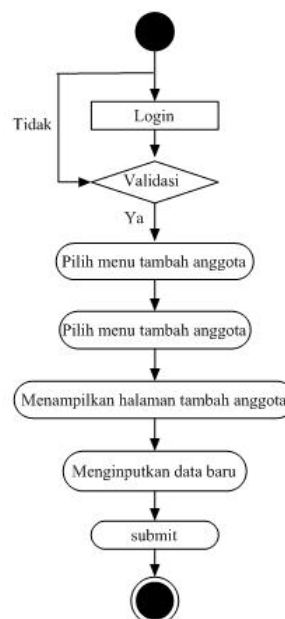 Login
Tidak
Validasi
Ya
Pilih menu tambah anggota
Pilih menu tambah anggota
Menampilkan halaman tambah anggota
Menginputkan data baru
submit